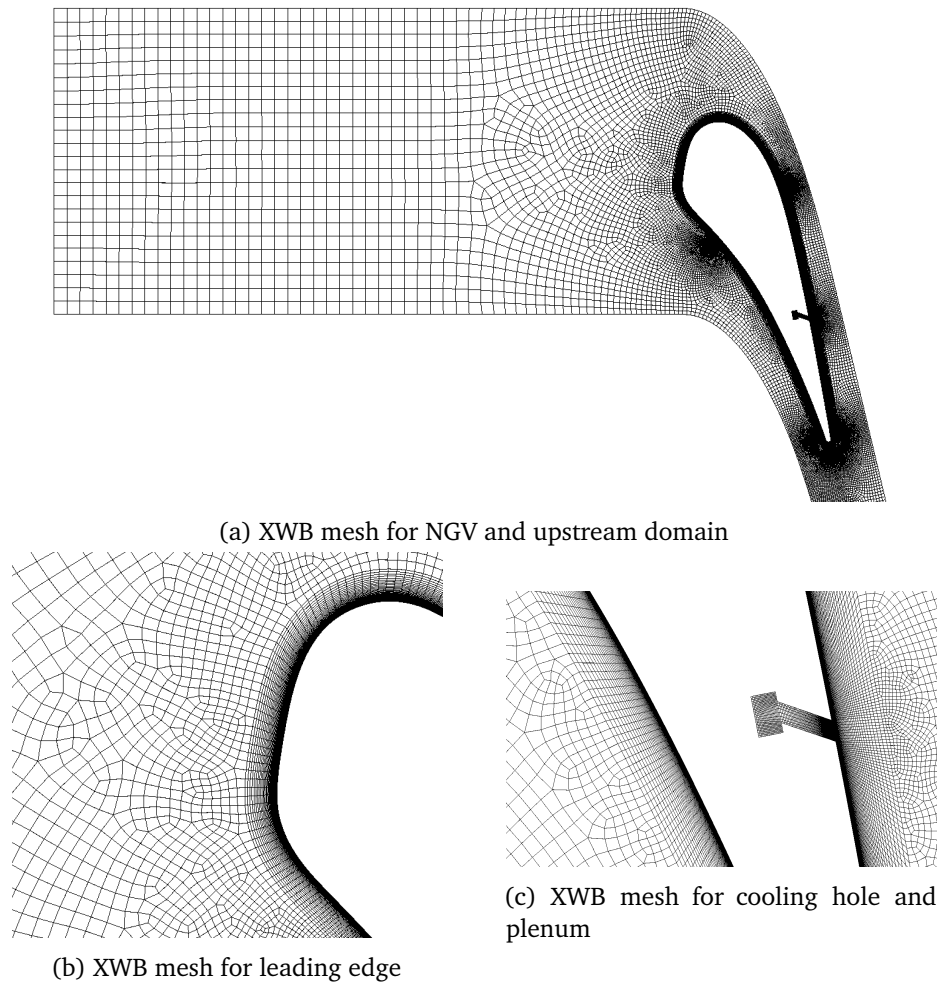 (a) XWB mesh for NGV and upstream domain
(b) XWB mesh for leading edge
(c) XWB mesh for cooling hole and
plenum